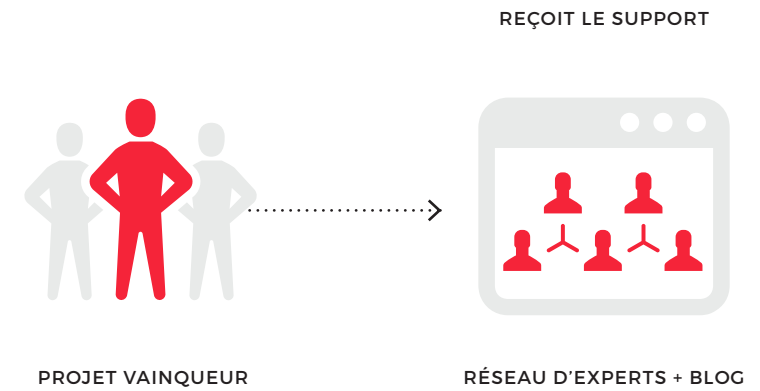 REÇOIT LE SUPPORT
PROJET VAINQUEUR
RÉSEAU D’EXPERTS + BLOG